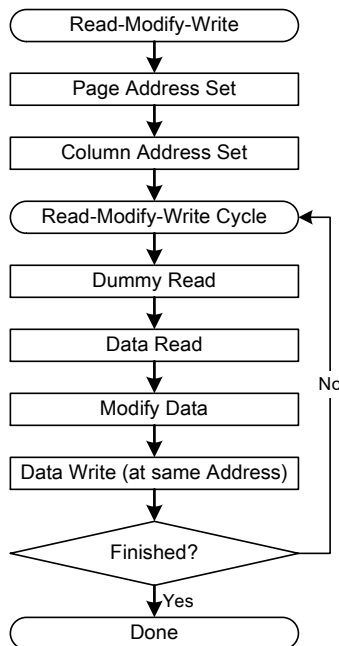 Read-Modify-Write
Page Address Set
Column Address Set
Read-Modify-Write Cycle
Dummy Read
Data Read
No
Modify Data
Data Write (at same Address)
Finished?
Yes
Done